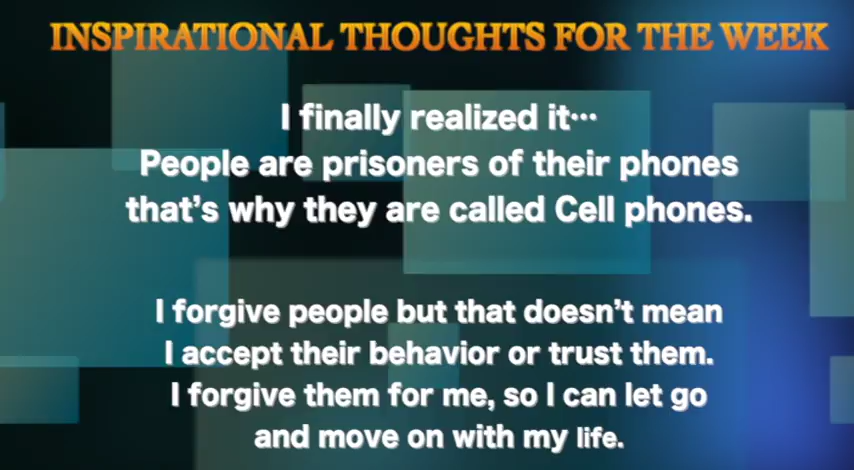 INSPIRATIONAL THOUGHTS FOR THE WEEK
I finally realized it…
People are prisoners of their phones
that’s why they are called Cell phones.
I forgive people but that doesn’t mean
I accept their behavior or trust them.
I forgive them for me, so I can let go
and move on with my life.